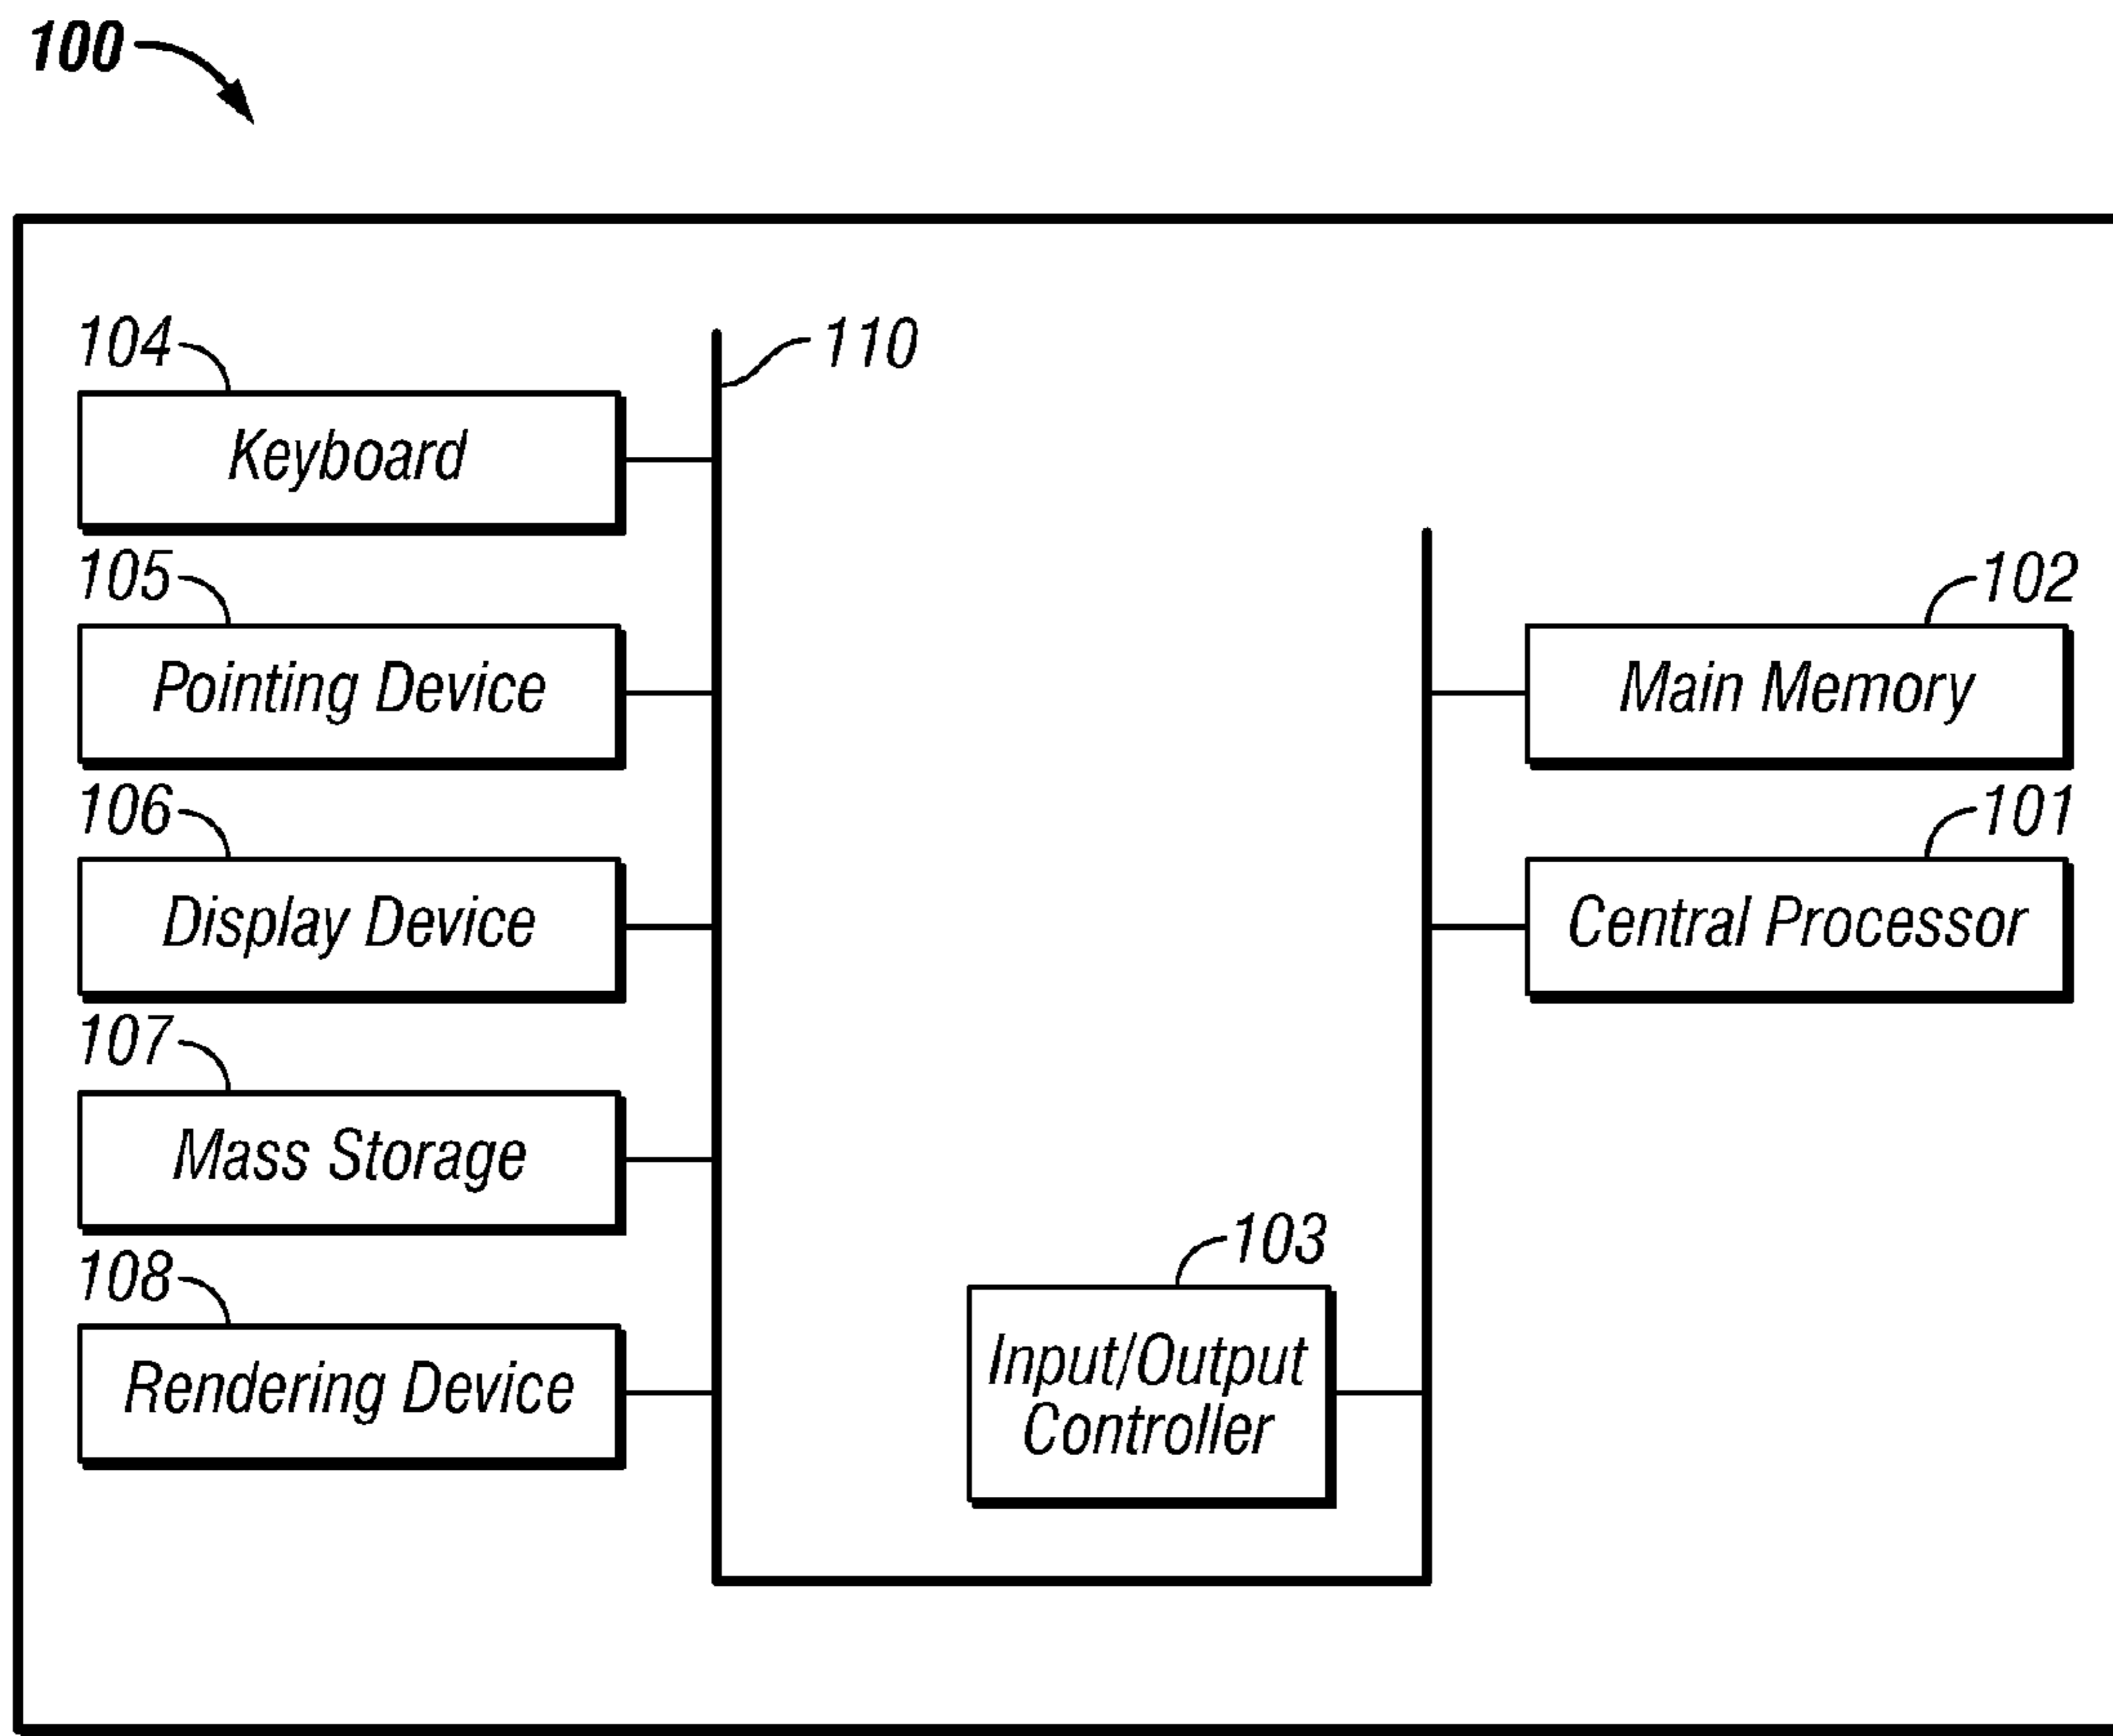 100
104
110
Keyboard
105
102
Pointing Device
Main Memory
106
101
Display Device
Central Processor
107
Mass Storage
103
108
Input/Output
Controller
Rendering Device